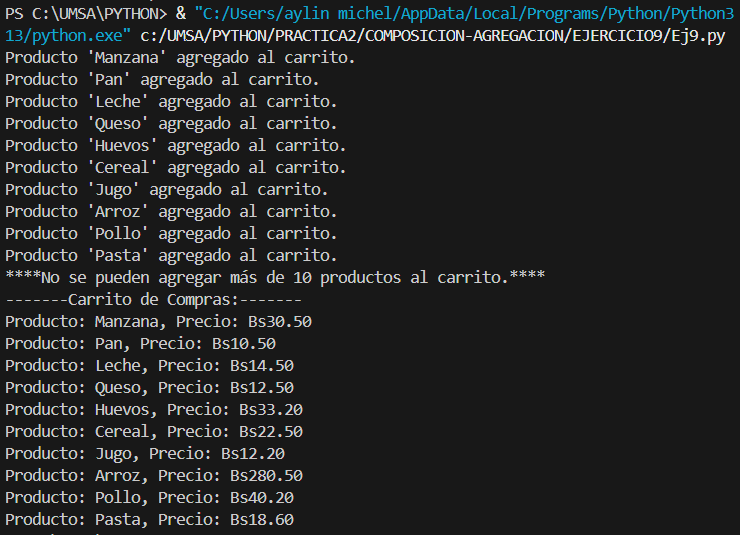 PS C:\UMSA\PYTHON> & "C:/Users/aylin michel/AppData/Local/Programs/Python/Python3
13/python.exe" c:/UMSA/PYTHON/PRACTICA2/COMPOSICION-AGREGACION/EJERCICIO9/Ej9.py
Producto 'Manzana' agregado al carrito.
Producto 'Pan' agregado al carrito.
Producto 'Leche' agregado al carrito.
Producto 'Queso' agregado al carrito.
Producto 'Huevos' agregado al carrito.
Producto 'Cereal' agregado al carrito.
Producto 'Jugo' agregado al carrito.
Producto 'Arroz' agregado al carrito.
Producto 'Pollo' agregado al carrito.
Producto 'Pasta' agregado al carrito.
****No se pueden agregar más de 10 productos al carrito.****
-------Carrito de Compras:-------
Producto: Manzana, Precio: Bs30.50
Producto: Pan, Precio: Bs10.50
Producto: Leche, Precio: Bs14.50
Producto: Queso, Precio: Bs12.50
Producto: Huevos, Precio: Bs33.20
Producto: Cereal, Precio: Bs22.50
Producto: Jugo, Precio: Bs12.20
Producto: Arroz, Precio: Bs280.50
Producto: Pollo, Precio: Bs40.20
Producto: Pasta, Precio: Bs18.60